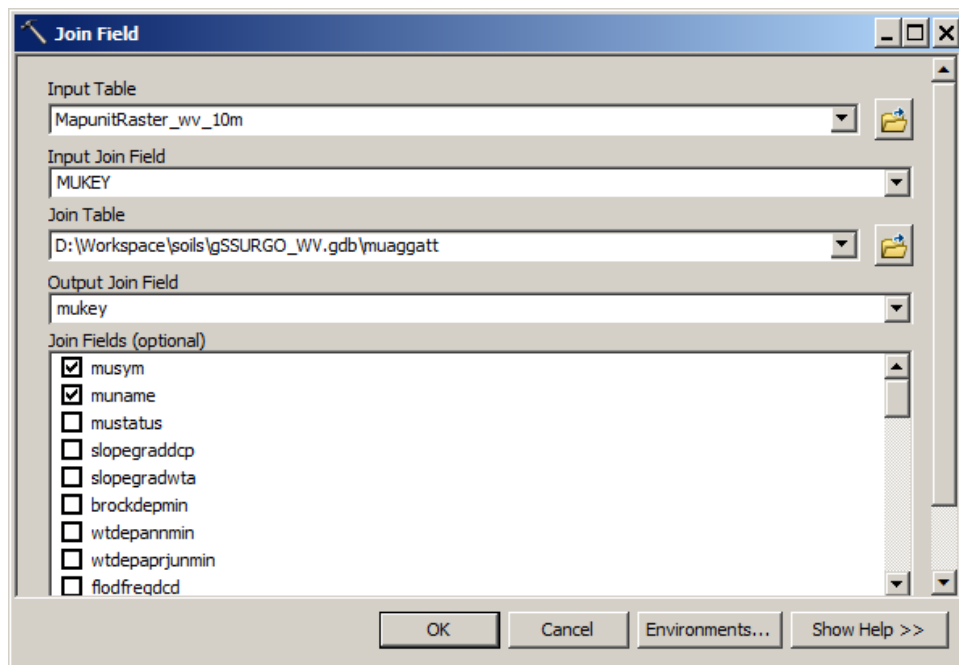 Join Field
Input Table
MapunitRaster_wv_10m
Input Join Field
MUKEY
Join Table
D:\Workspace\soils\gSSURGO_WV.gdb\muaggatt
Output Join Field
mukey
Join Fields (optional)
musym
muname
mustatus
slopegraddcp
slopegradwta
brockdepmin
wtdepannmin
wtdepaprjunmin
flodfreqdcd
OK Cancel Environments... Show Help >>